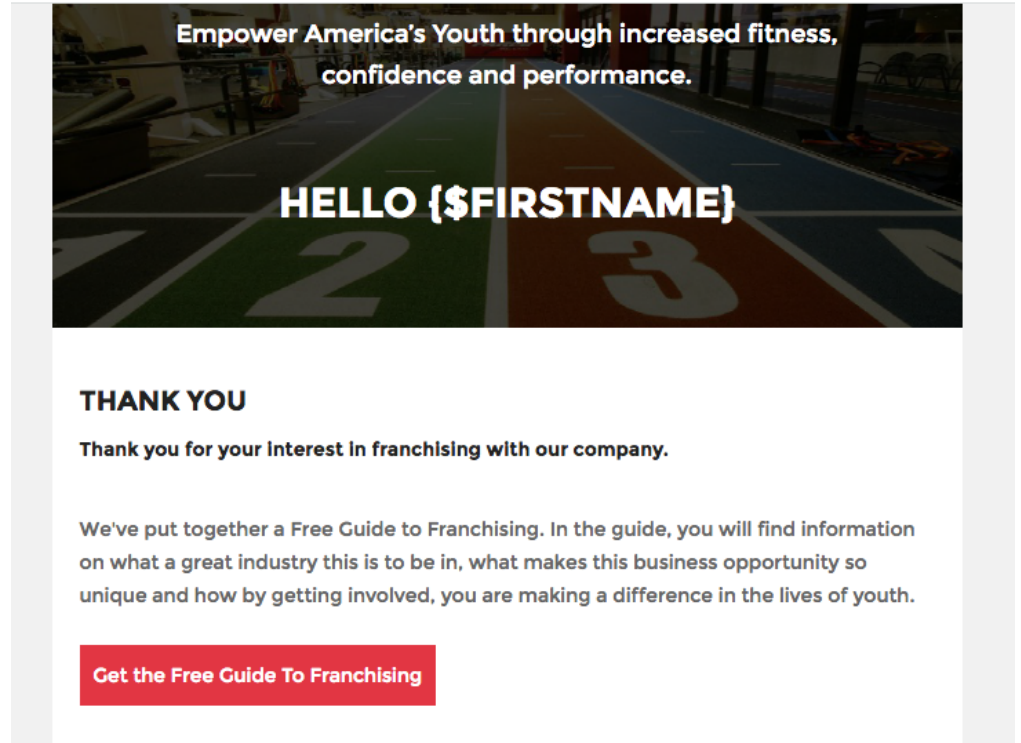 Empower America's Youth through increased fitness,
confidence and performance.
HELLO {$FIRSTNAME}
2 3
THANK YOU
Thank you for your interest in franchising with our company.
We've put together a Free Guide to Franchising. In the guide, you will find information
on what a great industry this is to be in, what makes this business opportunity so
unique and how by getting involved, you are making a difference in the lives of youth.
Get the Free Guide To Franchising